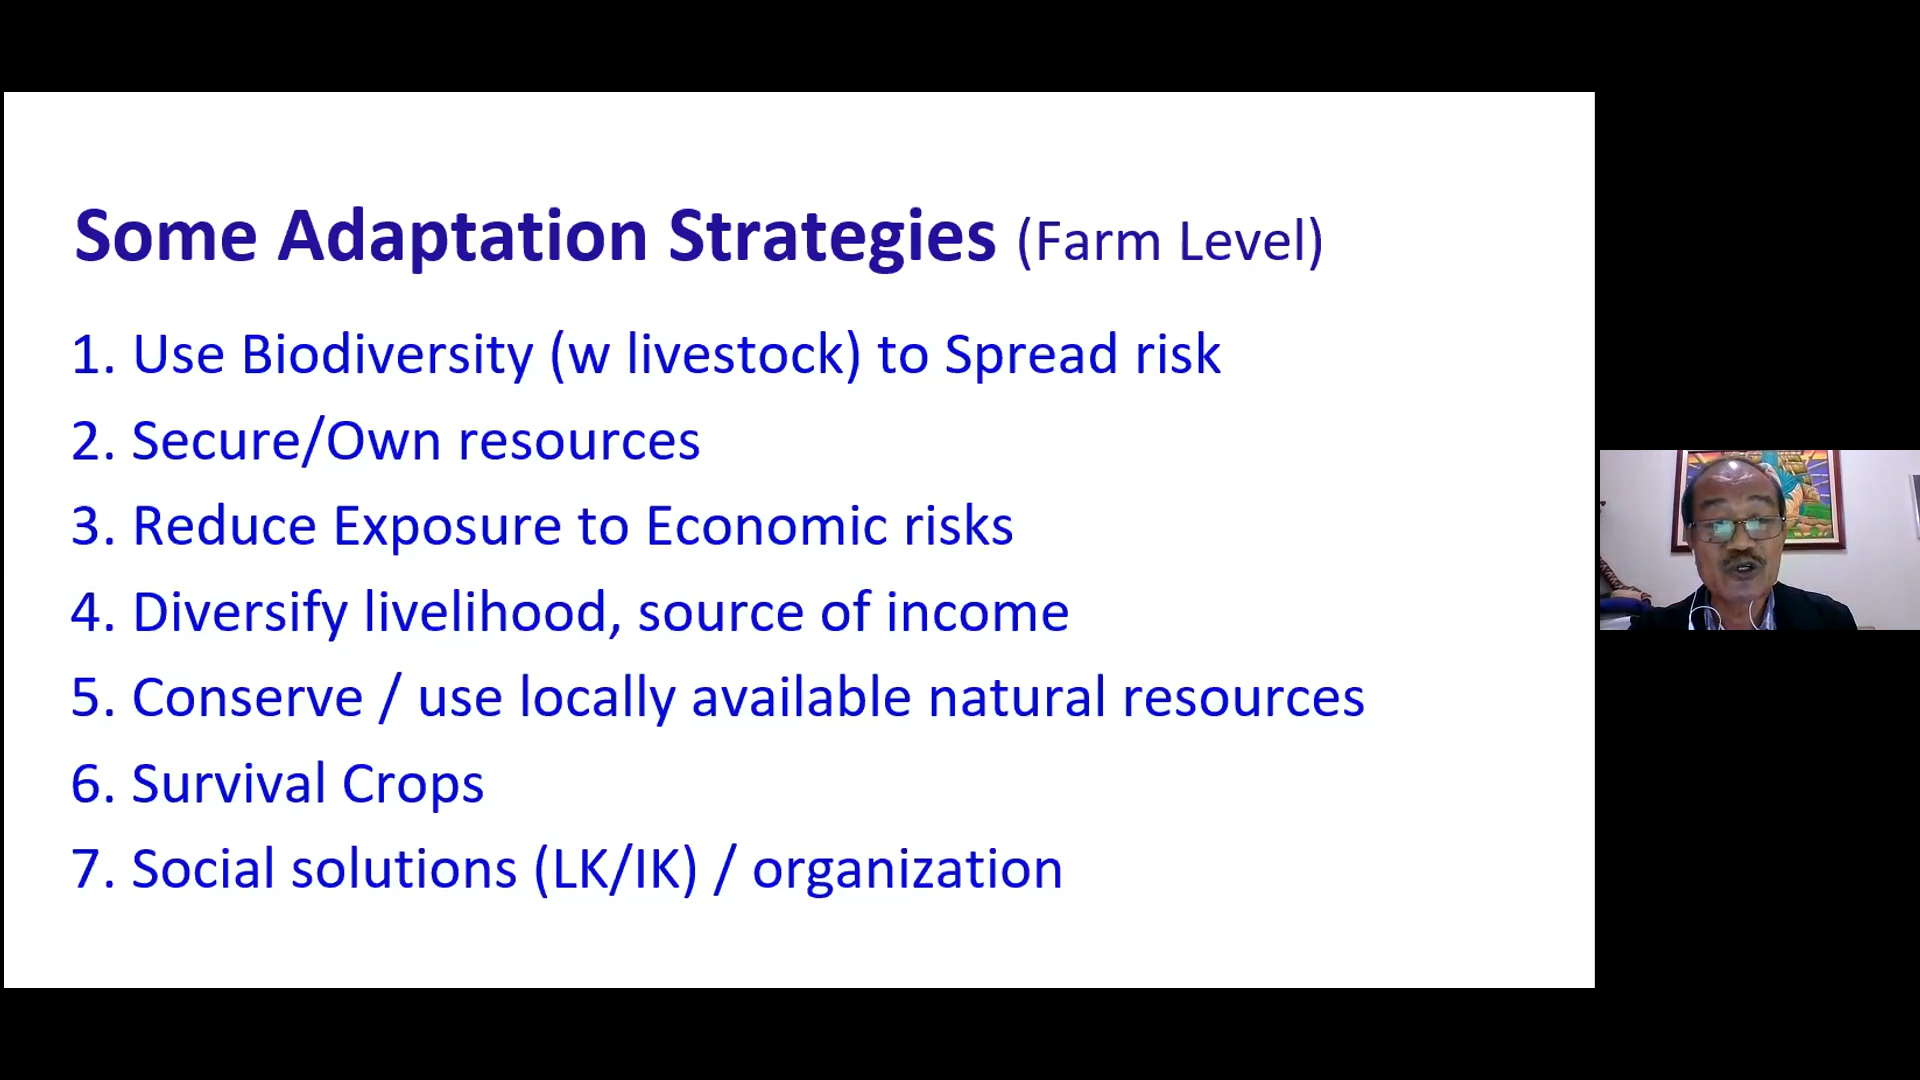 Some Adaptation Strategies (Farm Level)
1. Use Biodiversity (w livestock) to Spread risk
2. Secure/Own resources
3. Reduce Exposure to Economic risks
4. Diversify livelihood, source of income
5. Conserve / use locally available natural resources
6. Survival Crops
7. Social solutions (LK/IK) / organization